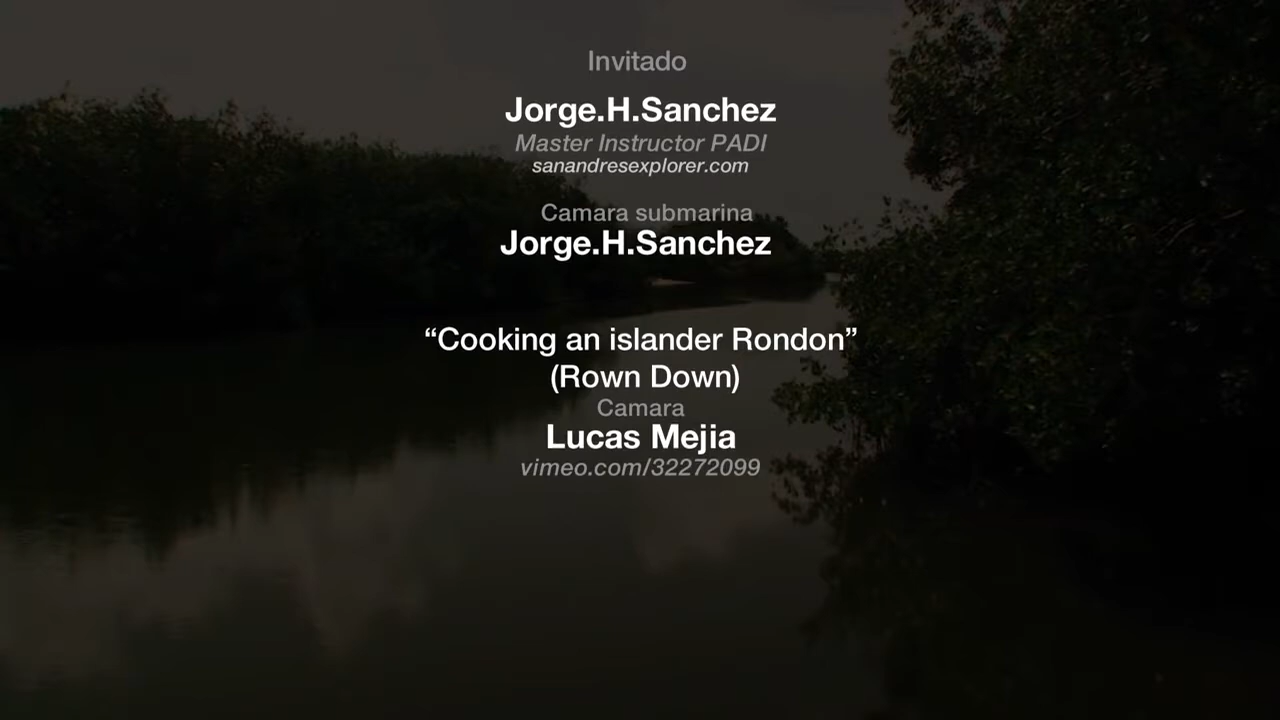 Invitado
Jorge.H.Sanchez
Master Instructor PADI
sanandresexplorer.com
Camara submarina
Jorge.H.Sanchez
“Cooking an islander Rondon”
(Rown Down)
Camara
Lucas Mejia
vimeo.com/32272099